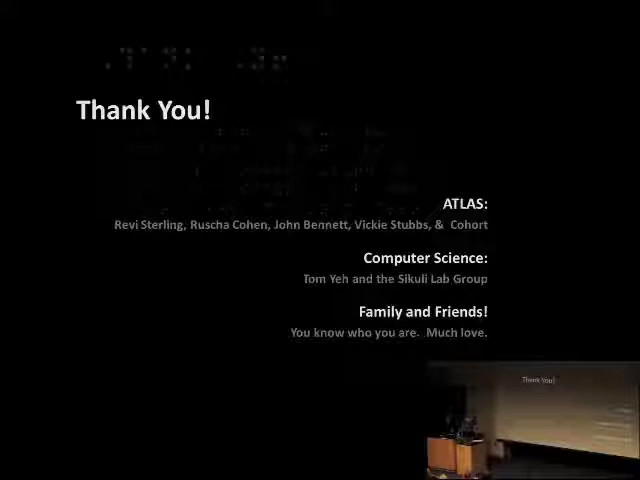 Thank You!
ATLAS:
Revi Sterling, Ruscha Cohen, John Bennett, Vickie Stubbs, & Cohort
Computer Science:
Tom Yeh and the Sikuli Lab Group
Family and Friends!
You know who you are. Much love.
Thank You!